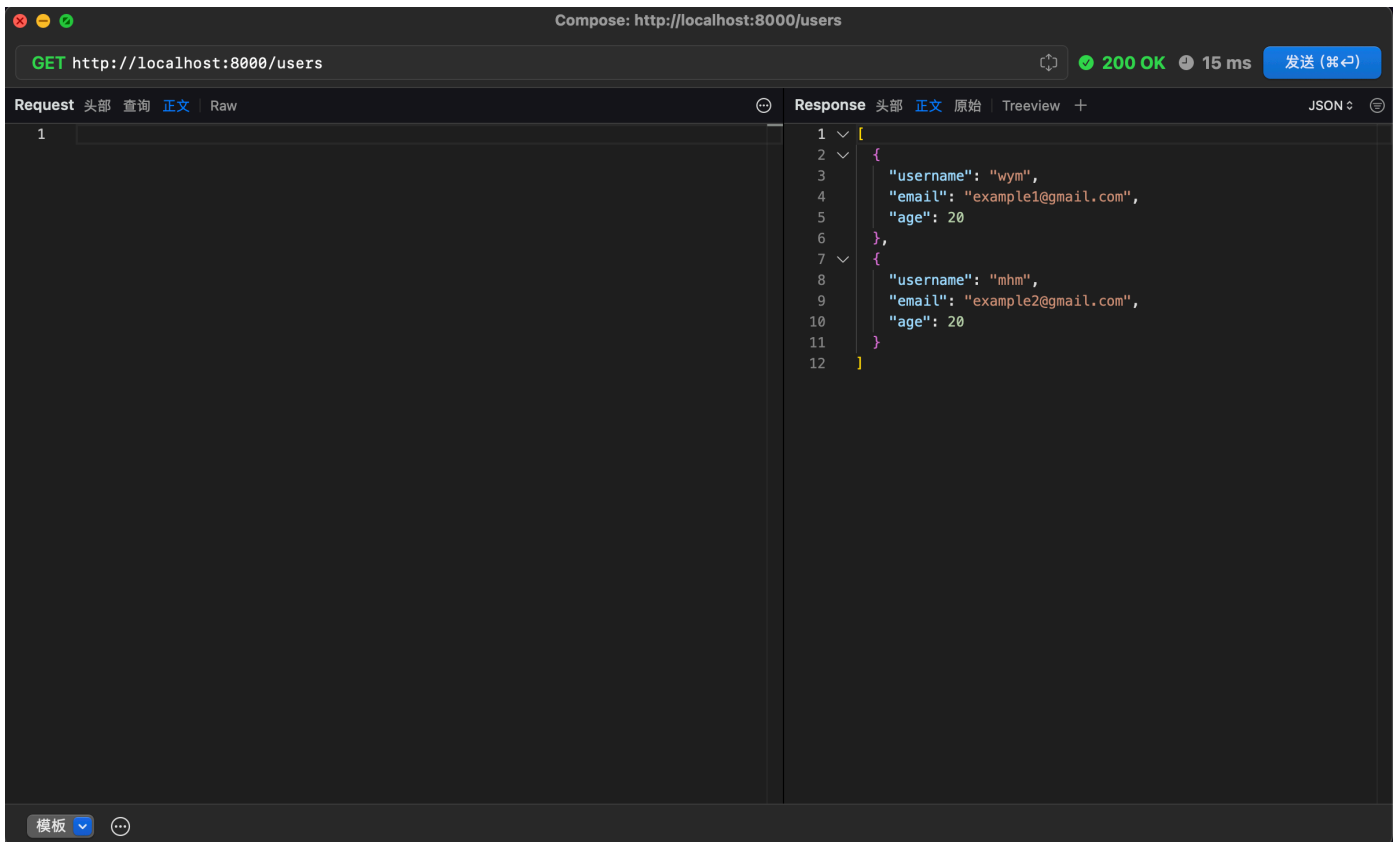 Compose: http://localhost:8000/users
GET http://localhost:8000/users
200 OK 15 ms 发送 (⌘↩)
Request 头部 查询 正文 Raw
Response 头部 正文 原始 Treeview + JSON
1
1 [
2 {
3 "username": "wym",
4 "email": "example1@gmail.com",
5 "age": 20
6 },
7 {
8 "username": "mhm",
9 "email": "example2@gmail.com",
10 "age": 20
11 }
12 ]
模板